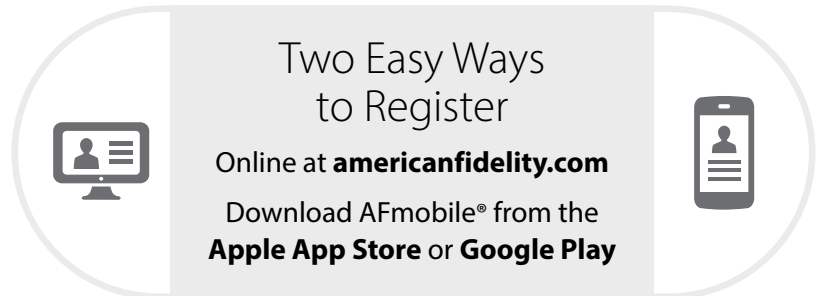 Two Easy Ways
to Register
Online at americanfidelity.com
Download AFmobile® from the
Apple App Store or Google Play